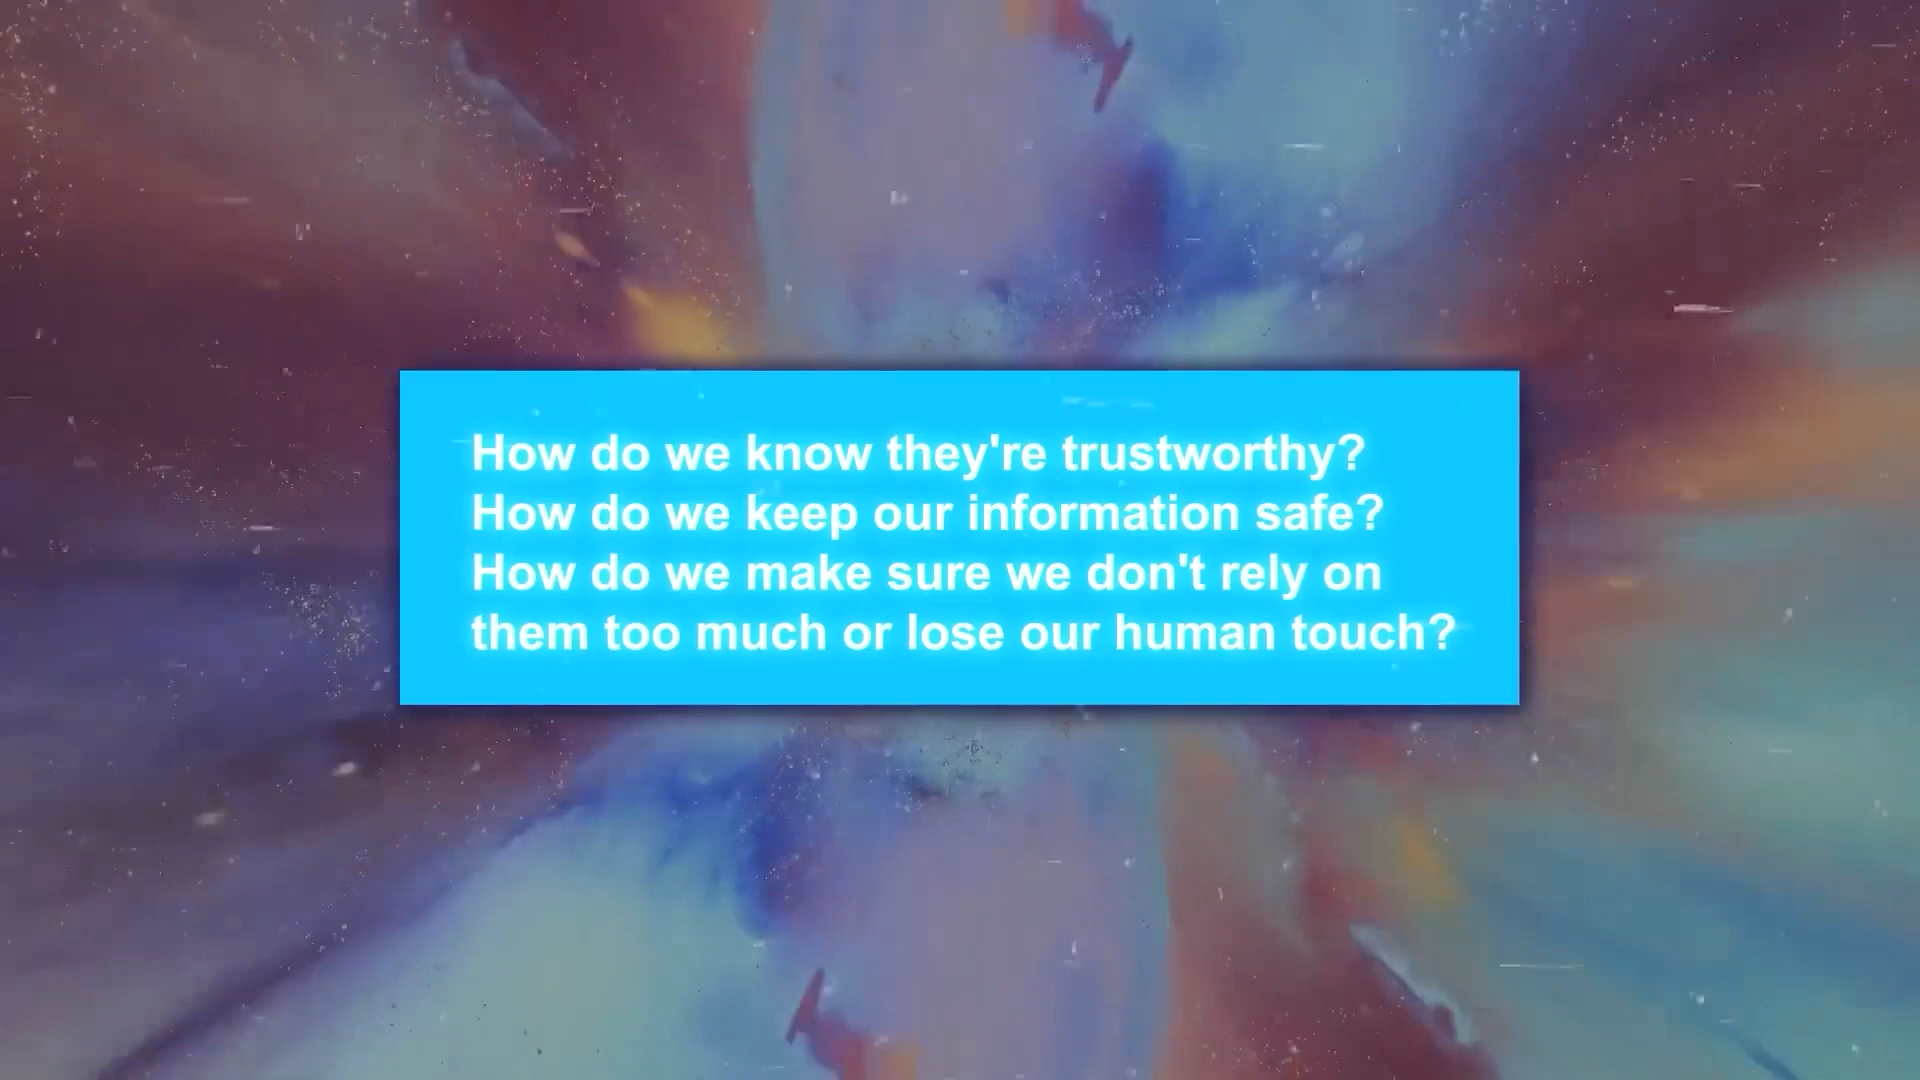 How do we know they're trustworthy?
How do we keep our information safe?
How do we make sure we don't rely on
them too much or lose our human touch?